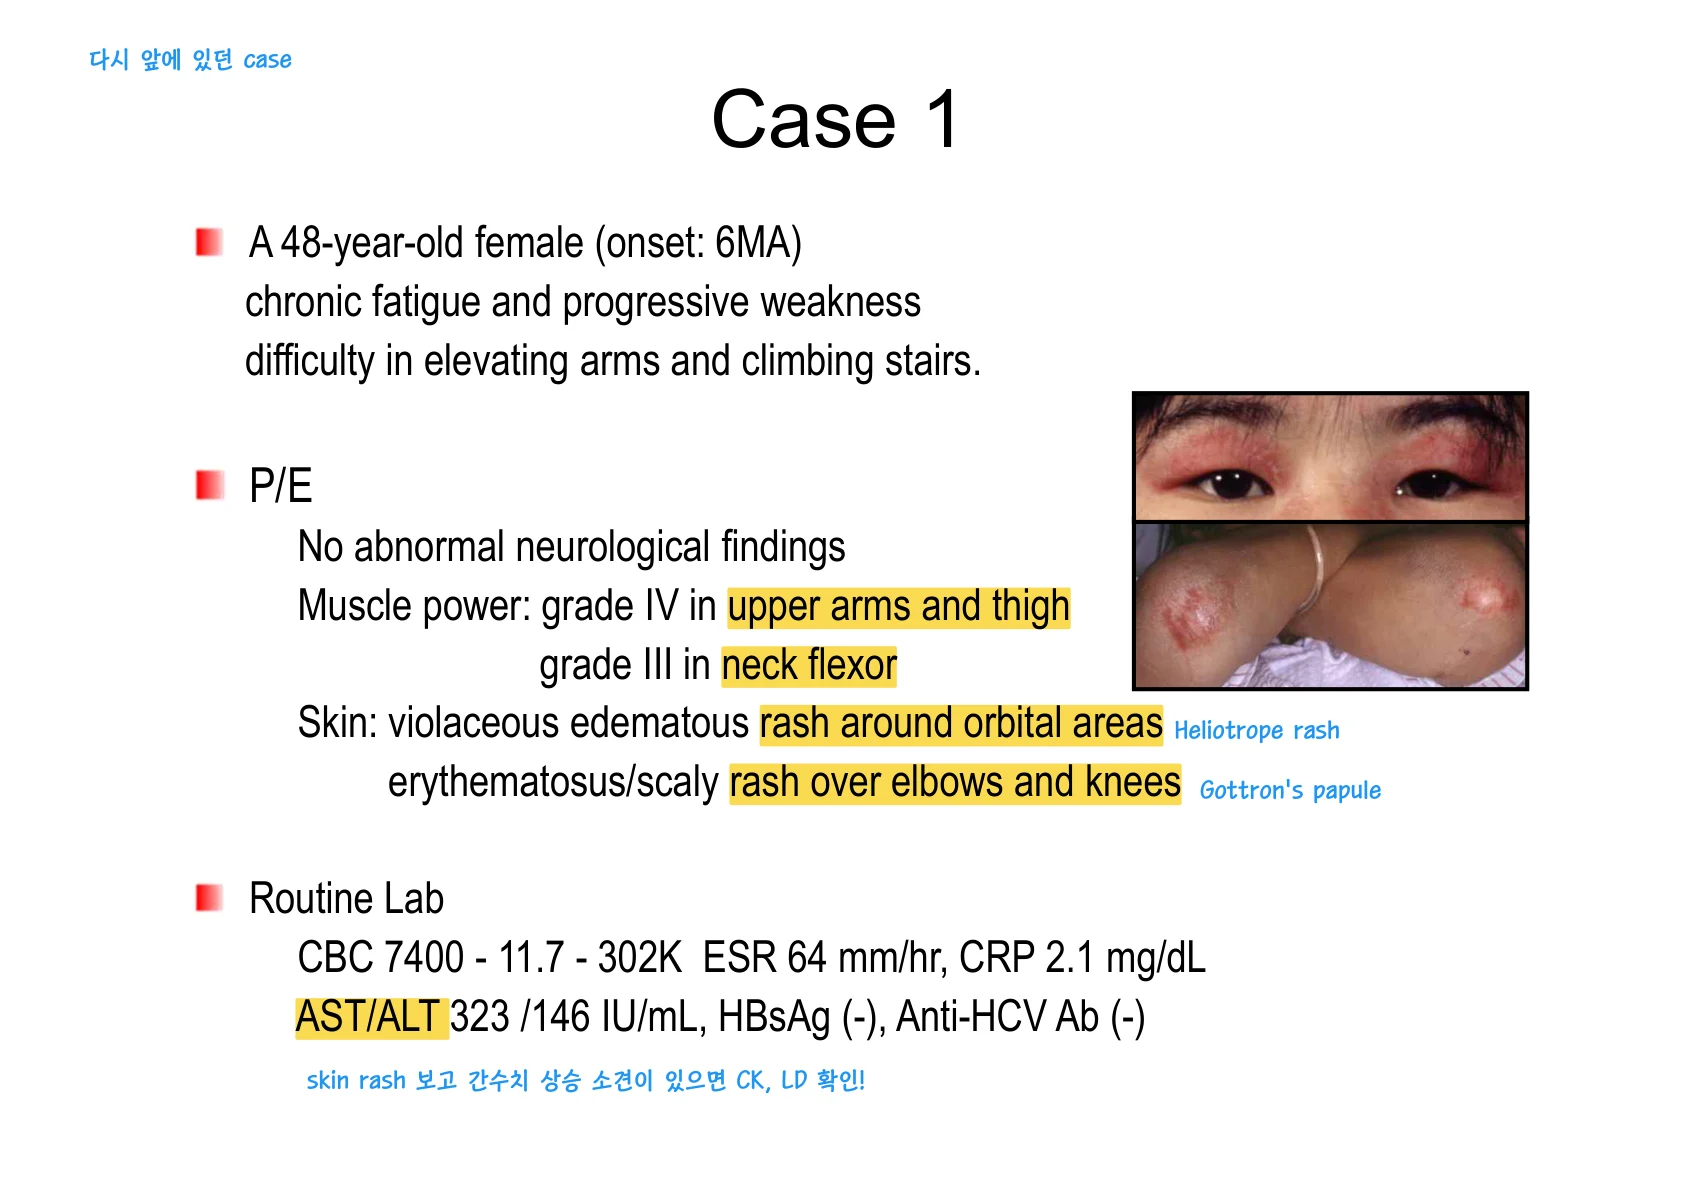 다시 앞에 있던 case
Case 1
A 48-year-old female (onset: 6MA)
chronic fatigue and progressive weakness
difficulty in elevating arms and climbing stairs.
P/E
No abnormal neurological findings
Muscle power: grade IV in upper arms and thigh
grade III in neck flexor
Skin: violaceous edematous rash around orbital areas Heliotrope rash
erythematosus/scaly rash over elbows and knees Gottron's papule
Routine Lab
CBC 7400 - 11.7 - 302K ESR 64 mm/hr, CRP 2.1 mg/dL
AST/ALT 323 /146 IU/mL, HBsAg (-), Anti-HCV Ab (-)
skin rash 보고 간수치 상승 소견이 있으면 CK, LD 확인!